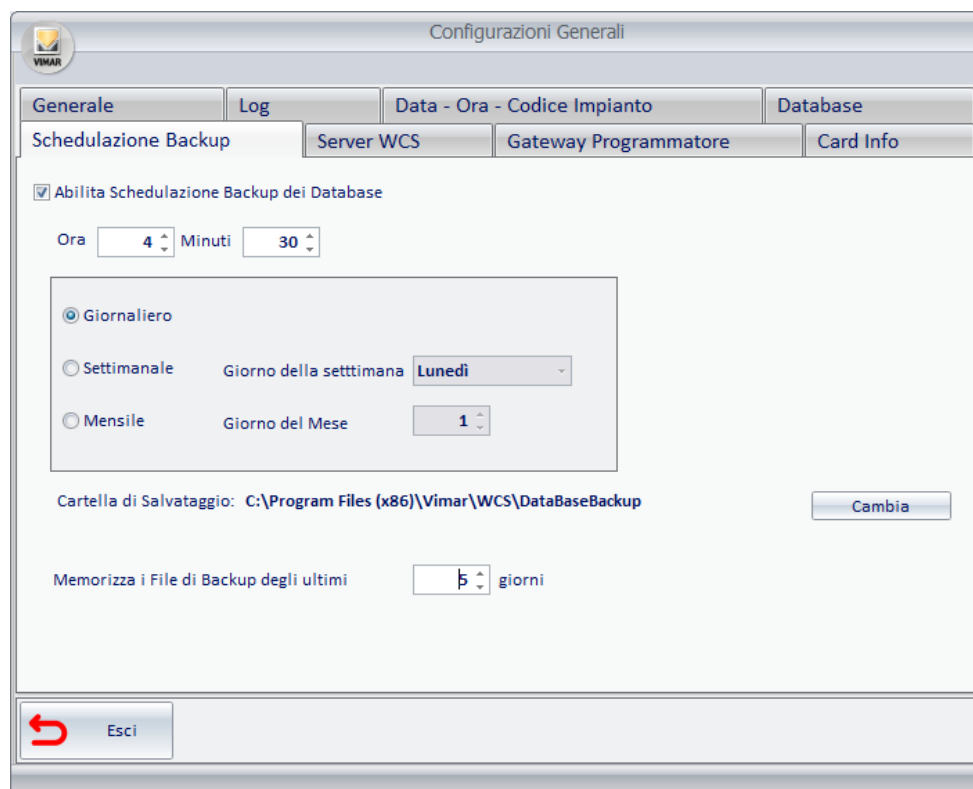 Configurazioni Generali
VIMAR
Generale Log Data - Ora - Codice Impianto Database
Schedulazione Backup Server WCS Gateway Programmatore Card Info
Abilita Schedulazione Backup dei Database
Ora 4 Minuti 30
Giornaliero
Settimanale Giorno della setttimana Lunedì
Mensile Giorno del Mese 1
Cartella di Salvataggio: C:\Program Files (x86)\Vimar\WCS\DataBaseBackup Cambia
Memorizza i File di Backup degli ultimi 5 giorni
Esci